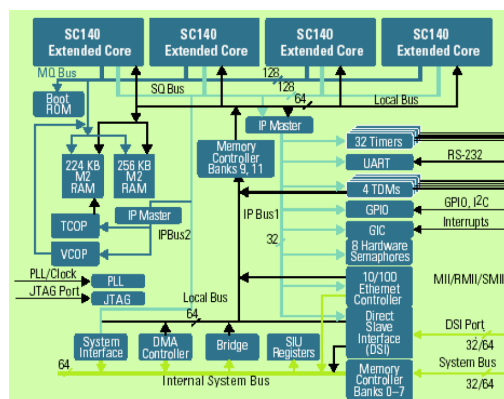 SC140
Extended Core
SC140
Extended Core
SC140
Extended Core
SC140
Extended Core
MQ Bus
128
SQ Bus
128
64
Local Bus
Boot
ROM
IP Master
Memory
Controller
Banks 9, 11
32 Timers
UART
RS-232
224 KB
M2
RAM
256 KB
M2
RAM
4 TDMs
IP Master
IP Bus1
GPIO
GPIO, I²C
TCOP
IPBus2
GIC
Interrupts
VCOP
32
8 Hardware
Semaphores
PLL/Clock
PLL
10/100
Ethernet
Controller
MII/RMII/SMII
JTAG Port
JTAG
Local Bus
64
Direct
Slave
Interface
(DSI)
DSI Port
32/64
System
Interface
DMA
Controller
Bridge
SIU
Registers
64
Internal System Bus
Memory
Controller
Banks 0–7
System Bus
32/64